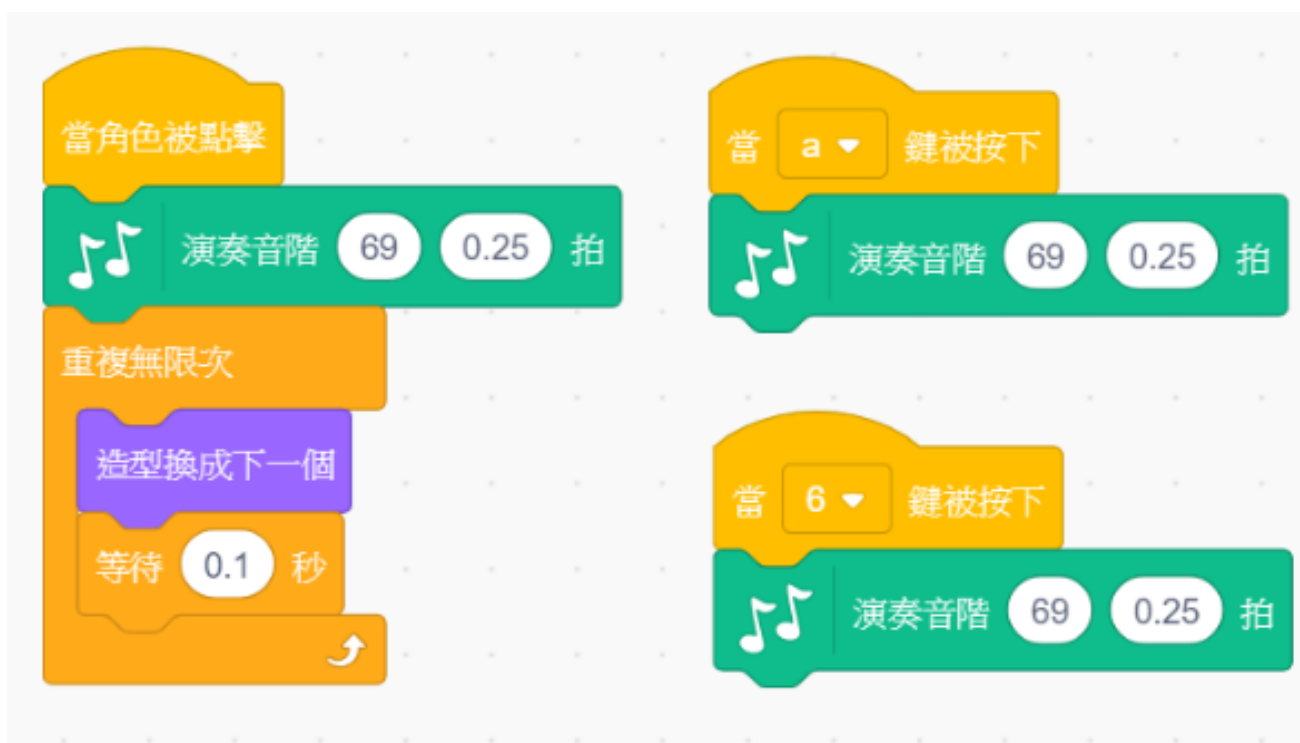 當角色被點擊
演奏音階 69 0.25 拍
重複無限次
造型換成下一個
等待 0.1 秒
當 a 鍵被按下
演奏音階 69 0.25 拍
當 6 鍵被按下
演奏音階 69 0.25 拍